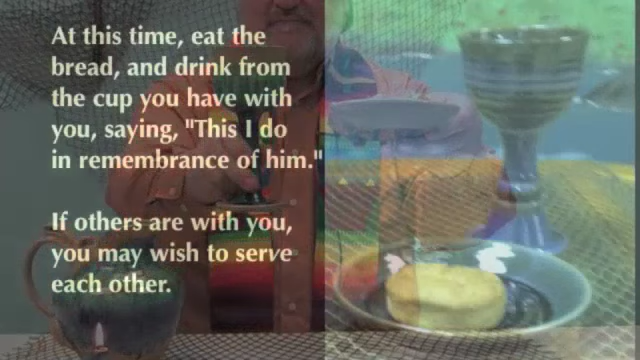 At this time, eat the
bread, and drink from
the cup you have with
you, saying, "This I do
in remembrance of him."
If others are with you,
you may wish to serve
each other.